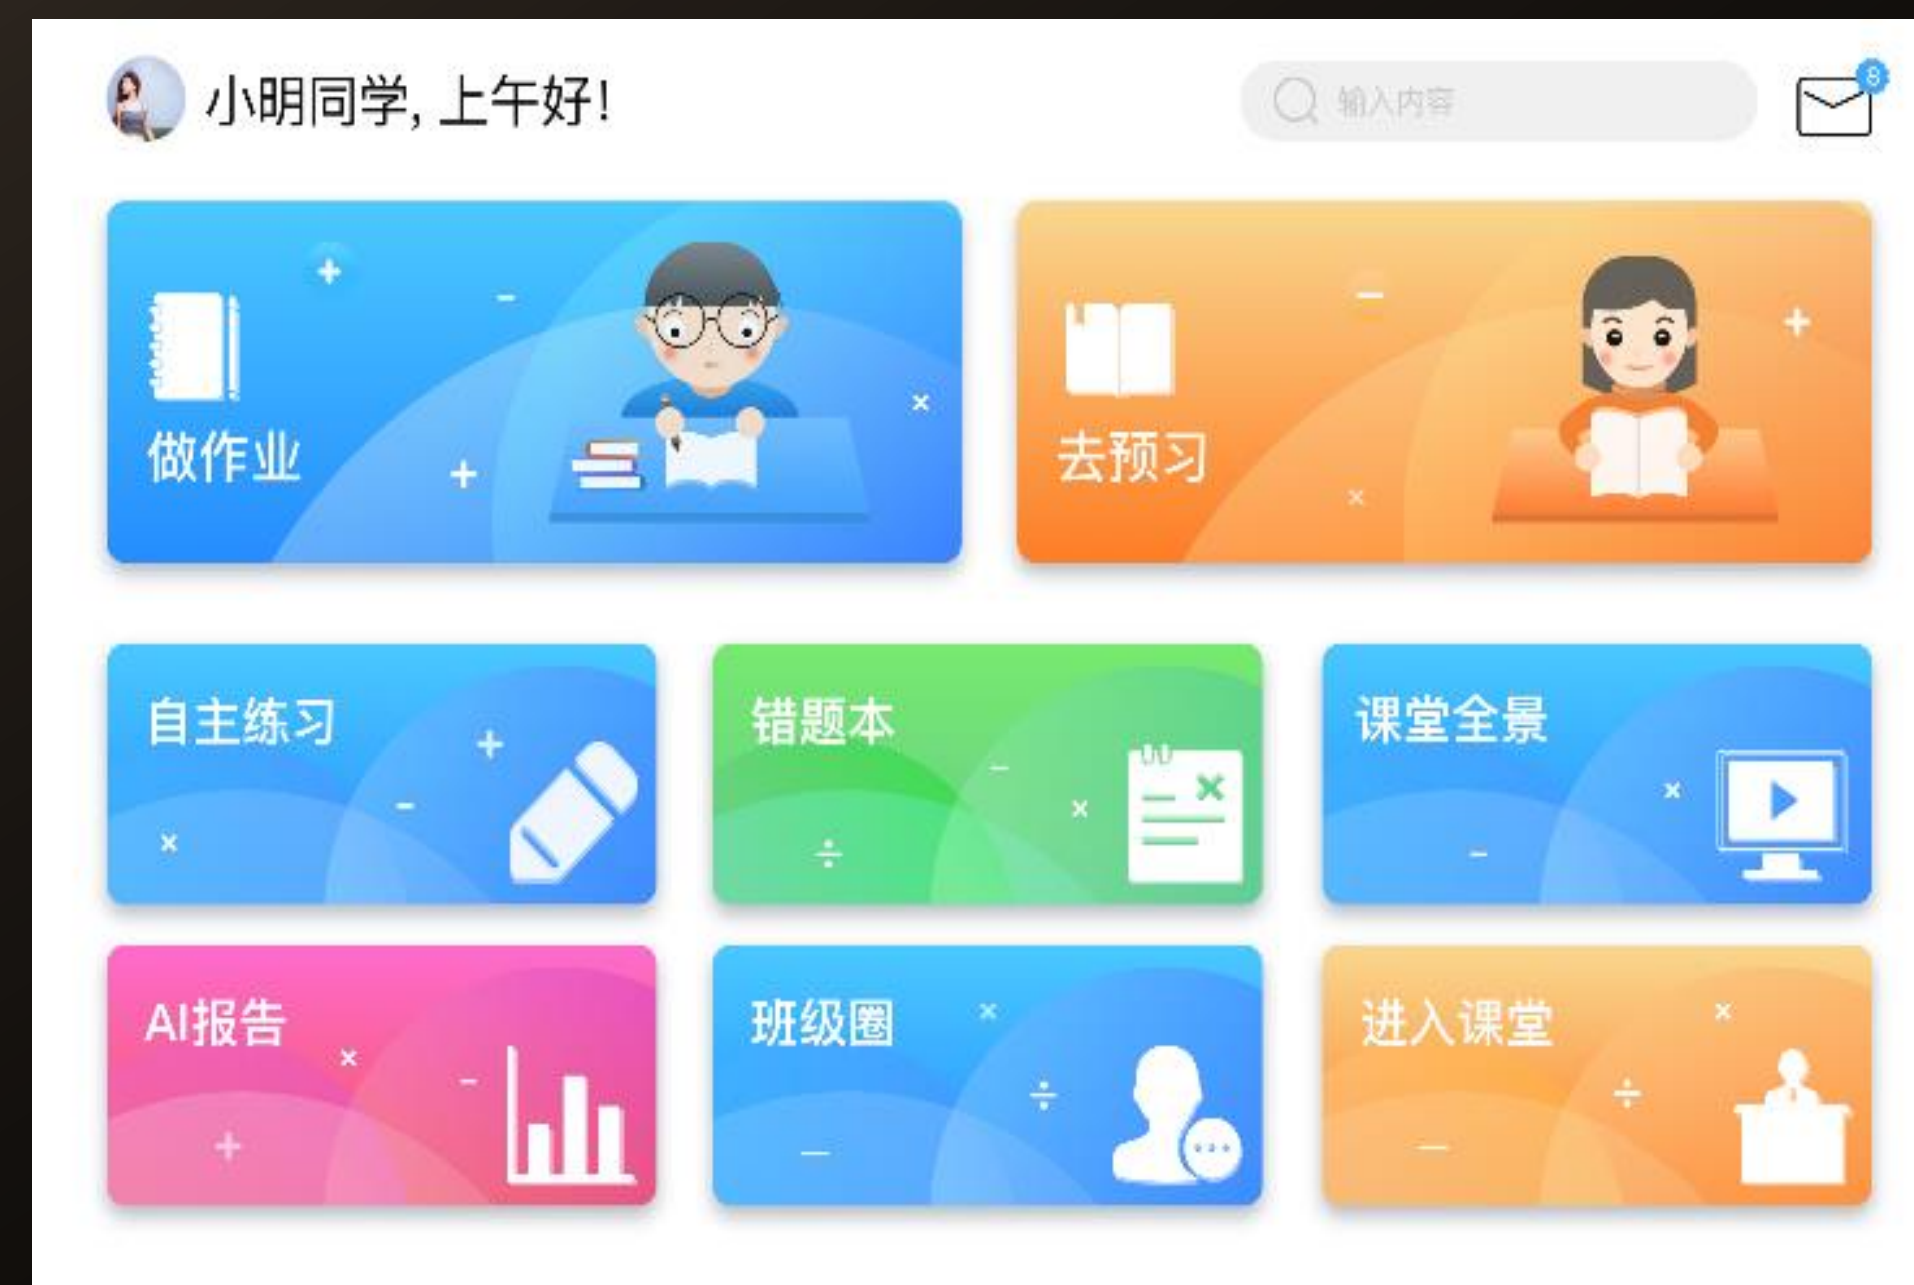 小明同学, 上午好!
输入内容
8
做作业
去预习
自主练习
错题本
课堂全景
AI报告
班级圈
进入课堂